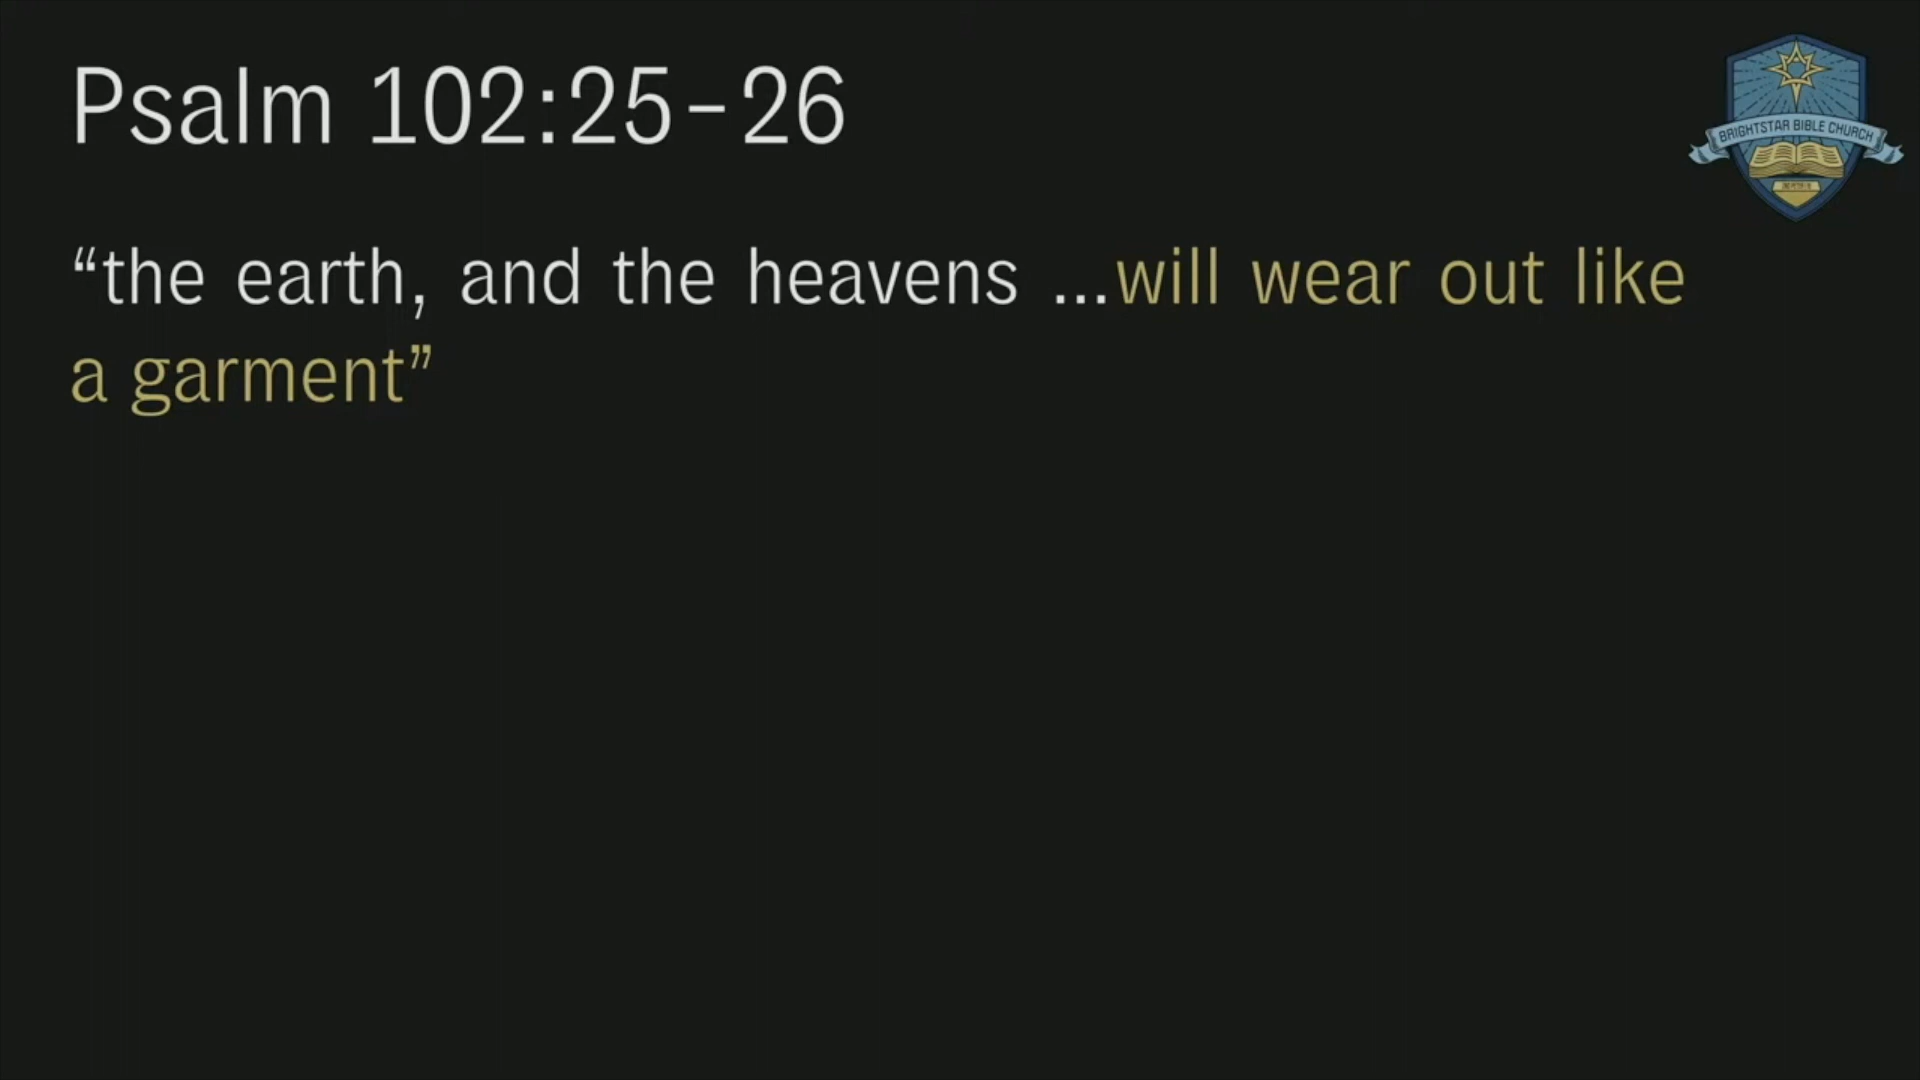 Psalm 102:25-26
BRIGHTSTAR BIBLE CHURCH
“the earth, and the heavens ...will wear out like
a garment”